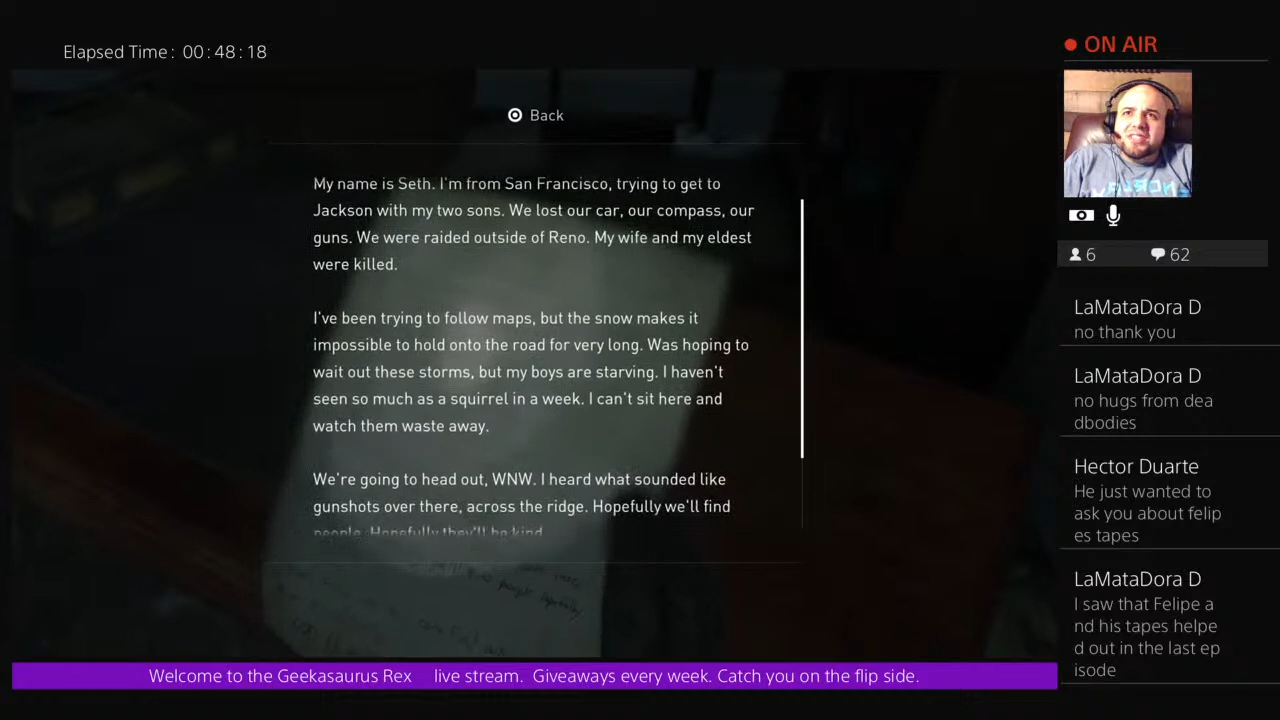 Elapsed Time: 00:48:18
Back
My name is Seth. I'm from San Francisco, trying to get to
Jackson with my two sons. We lost our car, our compass, our
guns. We were raided outside of Reno. My wife and my eldest
were killed.
I've been trying to follow maps, but the snow makes it
impossible to hold onto the road for very long. Was hoping to
wait out these storms, but my boys are starving. I haven't
seen so much as a squirrel in a week. I can't sit here and
watch them waste away.
We're going to head out, WNW. I heard what sounded like
gunshots over there, across the ridge. Hopefully we'll find
people. Hopefully they'll be kind.
ON AIR
6 62
LaMataDora D
no thank you
LaMataDora D
no hugs from dea
dbodies
Hector Duarte
He just wanted to
ask you about felip
es tapes
LaMataDora D
I saw that Felipe a
nd his tapes helpe
d out in the last ep
isode
Welcome to the Geekasaurus Rex live stream. Giveaways every week. Catch you on the flip side.